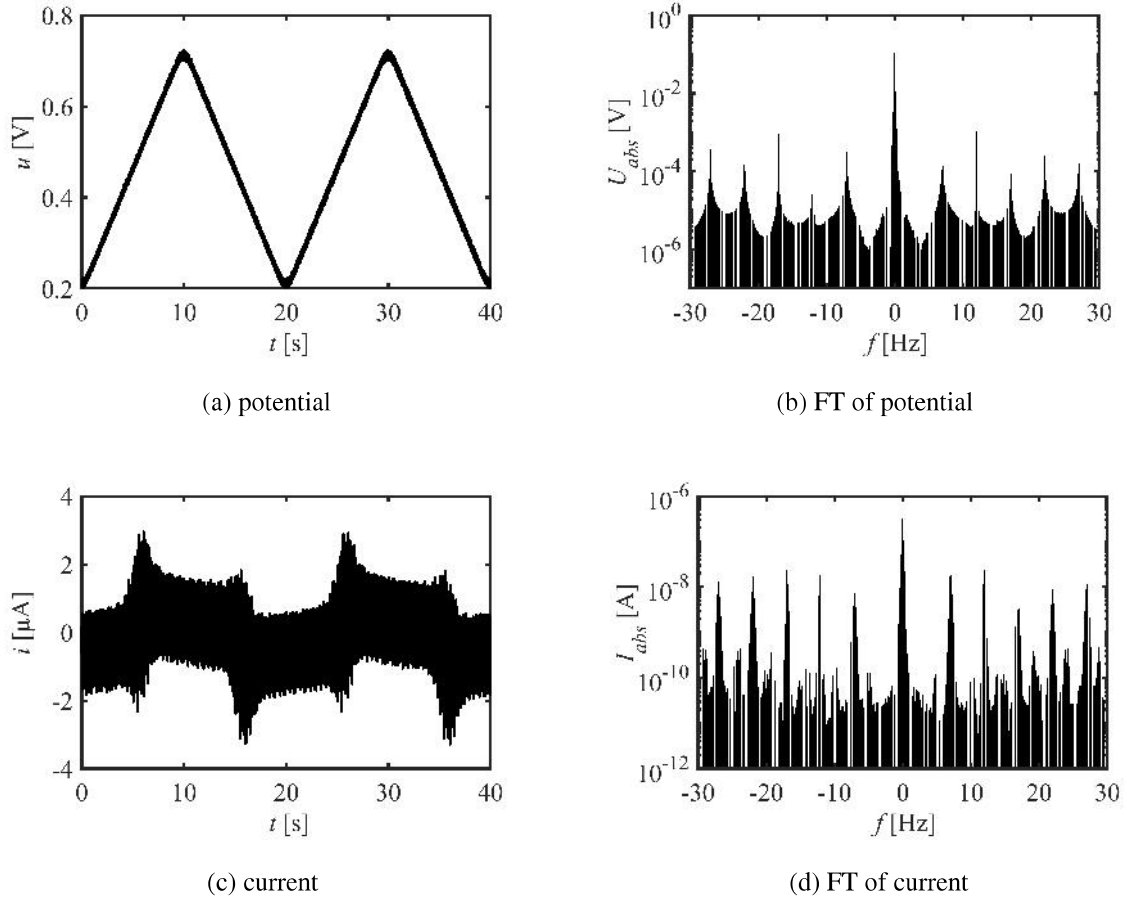 0.8
0.6
0.4
0.2
u [V]
0 10 20 30 40
t [s]
(a) potential
10^0
10^-2
10^-4
10^-6
U_abs [V]
-30 -20 -10 0 10 20 30
f [Hz]
(b) FT of potential
4
2
0
-2
-4
i [μA]
0 10 20 30 40
t [s]
(c) current
10^-6
10^-8
10^-10
10^-12
I_abs [A]
-30 -20 -10 0 10 20 30
f [Hz]
(d) FT of current